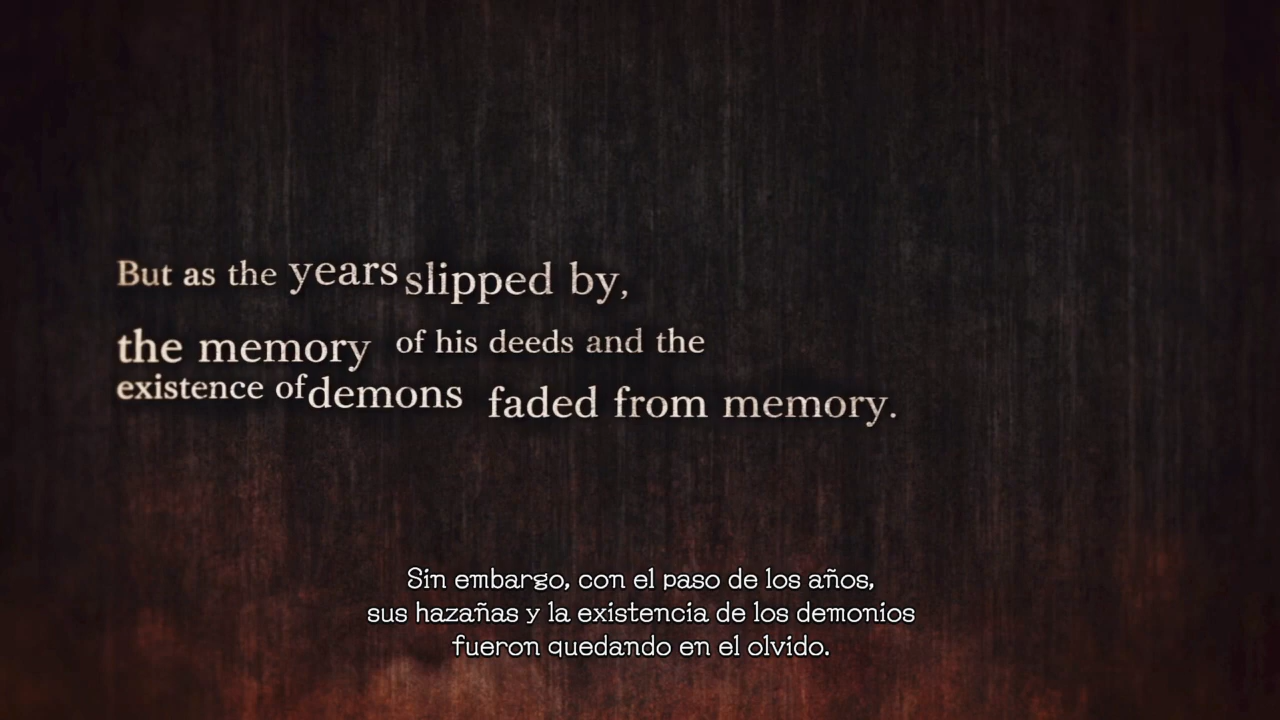 But as the years slipped by,
the memory of his deeds and the
existence of demons faded from memory.
Sin embargo, con el paso de los años,
sus hazañas y la existencia de los demonios
fueron quedando en el olvido.